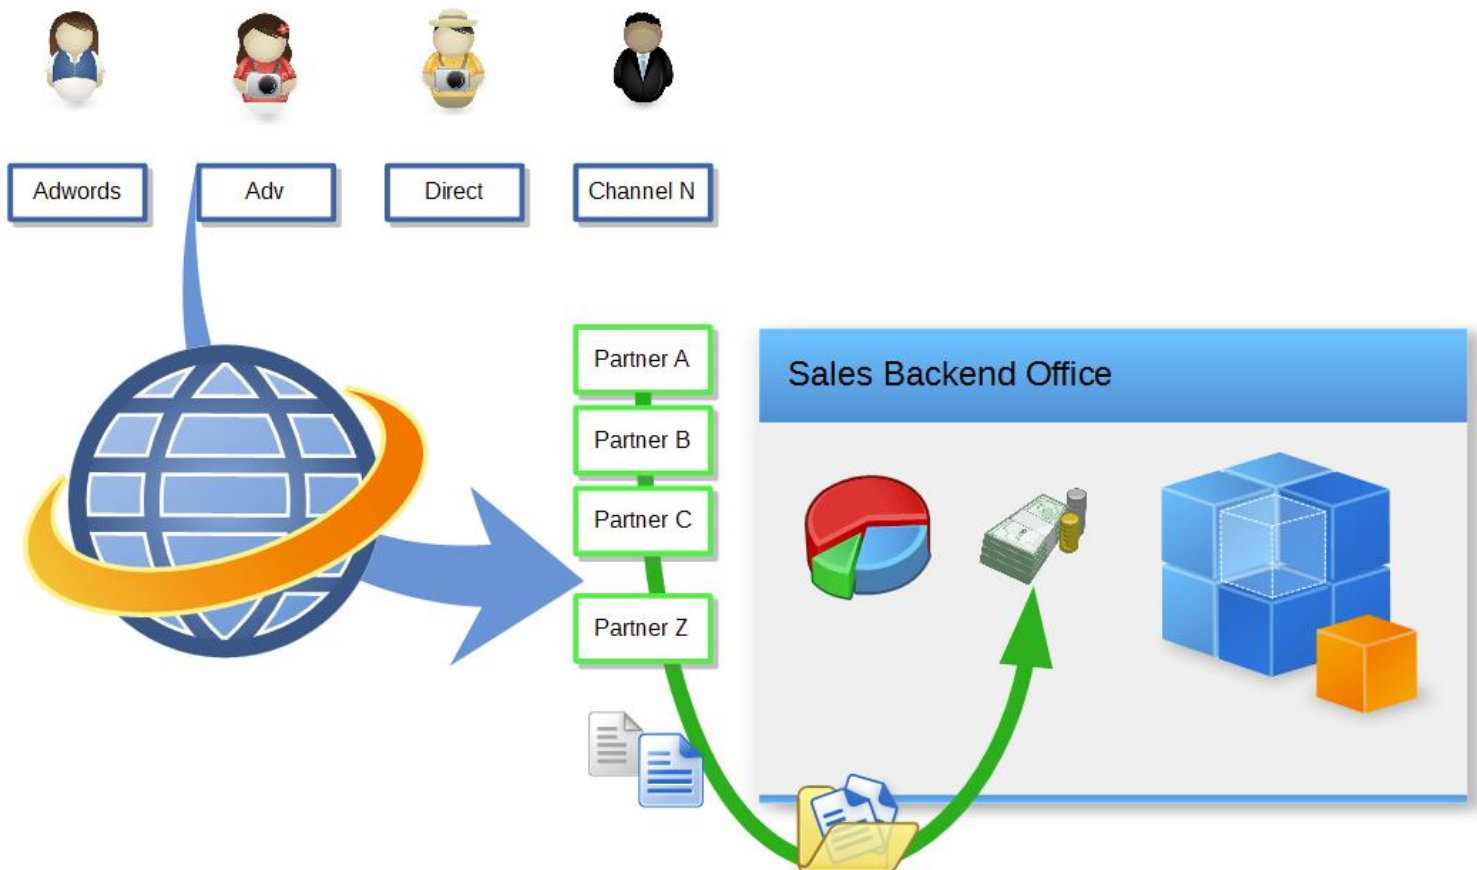 Adwords
Adv
Direct
Channel N
Partner A
Partner B
Partner C
Partner Z
Sales Backend Office